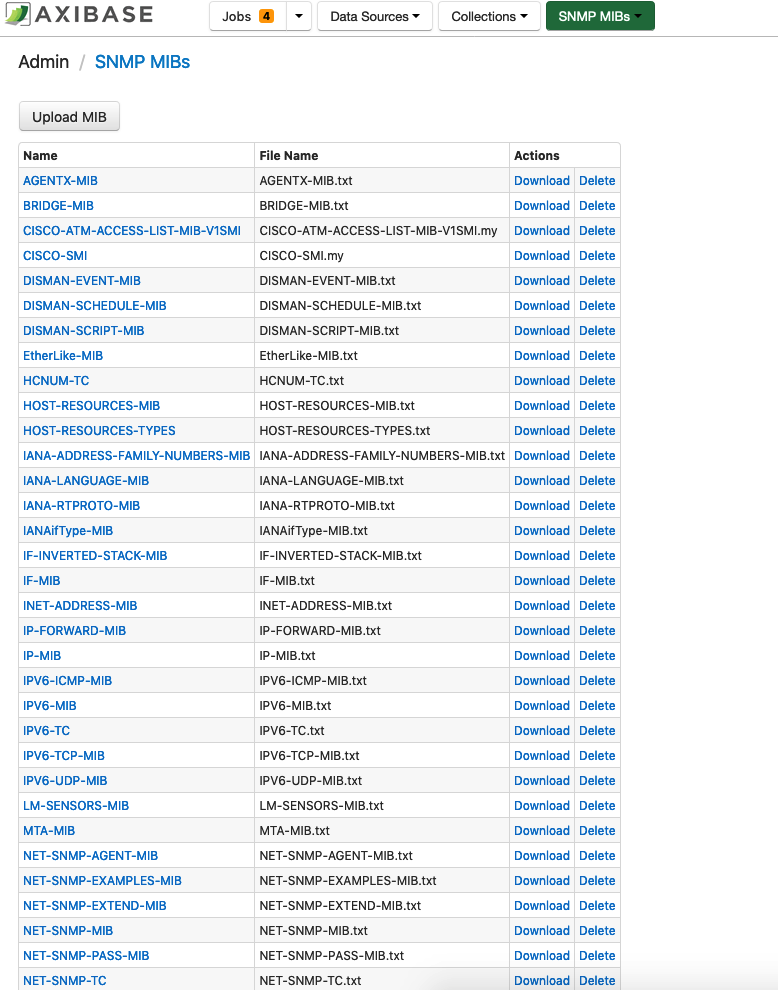 AXIBASE Jobs 4 Data Sources Collections SNMP MIBs
Admin / SNMP MIBs
Upload MIB
Name File Name Actions
AGENTX-MIB AGENTX-MIB.txt Download Delete
BRIDGE-MIB BRIDGE-MIB.txt Download Delete
CISCO-ATM-ACCESS-LIST-MIB-V1SMI CISCO-ATM-ACCESS-LIST-MIB-V1SMI.my Download Delete
CISCO-SMI CISCO-SMI.my Download Delete
DISMAN-EVENT-MIB DISMAN-EVENT-MIB.txt Download Delete
DISMAN-SCHEDULE-MIB DISMAN-SCHEDULE-MIB.txt Download Delete
DISMAN-SCRIPT-MIB DISMAN-SCRIPT-MIB.txt Download Delete
EtherLike-MIB EtherLike-MIB.txt Download Delete
HCNUM-TC HCNUM-TC.txt Download Delete
HOST-RESOURCES-MIB HOST-RESOURCES-MIB.txt Download Delete
HOST-RESOURCES-TYPES HOST-RESOURCES-TYPES.txt Download Delete
IANA-ADDRESS-FAMILY-NUMBERS-MIB IANA-ADDRESS-FAMILY-NUMBERS-MIB.txt Download Delete
IANA-LANGUAGE-MIB IANA-LANGUAGE-MIB.txt Download Delete
IANA-RTPROTO-MIB IANA-RTPROTO-MIB.txt Download Delete
IANAifType-MIB IANAifType-MIB.txt Download Delete
IF-INVERTED-STACK-MIB IF-INVERTED-STACK-MIB.txt Download Delete
IF-MIB IF-MIB.txt Download Delete
INET-ADDRESS-MIB INET-ADDRESS-MIB.txt Download Delete
IP-FORWARD-MIB IP-FORWARD-MIB.txt Download Delete
IP-MIB IP-MIB.txt Download Delete
IPV6-ICMP-MIB IPV6-ICMP-MIB.txt Download Delete
IPV6-MIB IPV6-MIB.txt Download Delete
IPV6-TC IPV6-TC.txt Download Delete
IPV6-TCP-MIB IPV6-TCP-MIB.txt Download Delete
IPV6-UDP-MIB IPV6-UDP-MIB.txt Download Delete
LM-SENSORS-MIB LM-SENSORS-MIB.txt Download Delete
MTA-MIB MTA-MIB.txt Download Delete
NET-SNMP-AGENT-MIB NET-SNMP-AGENT-MIB.txt Download Delete
NET-SNMP-EXAMPLES-MIB NET-SNMP-EXAMPLES-MIB.txt Download Delete
NET-SNMP-EXTEND-MIB NET-SNMP-EXTEND-MIB.txt Download Delete
NET-SNMP-MIB NET-SNMP-MIB.txt Download Delete
NET-SNMP-PASS-MIB NET-SNMP-PASS-MIB.txt Download Delete
NET-SNMP-TC NET-SNMP-TC.txt Download Delete